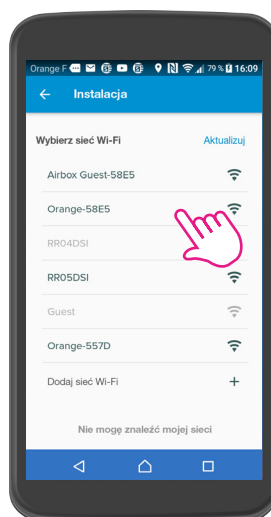 Orange F 79 % 16:09
Instalacja
Wybierz sieć Wi-Fi Aktualizuj
Airbox Guest-58E5
Orange-58E5
RR04DSI
RR05DSI
Guest
Orange-557D
Dodaj sieć Wi-Fi +
Nie mogę znaleźć mojej sieci